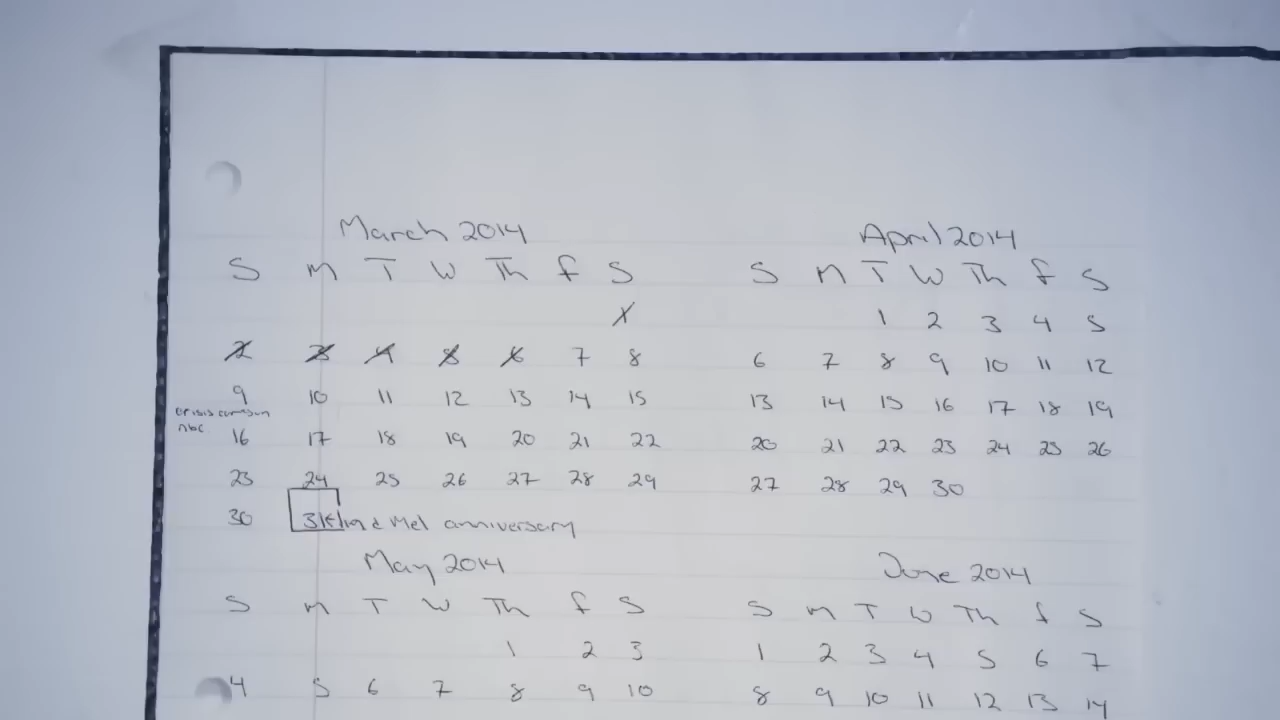 March 2014
S M T W Th f S
1
2 3 4 5 6 7 8
9 10 11 12 13 14 15
crisis
nbc
16 17 18 19 20 21 22
23 24 25 26 27 28 29
30 31 & Mel anniversary
April 2014
S M T W Th f S
1 2 3 4 5
6 7 8 9 10 11 12
13 14 15 16 17 18 19
20 21 22 23 24 25 26
27 28 29 30
May 2014
S M T W Th f S
1 2 3
4 5 6 7 8 9 10
June 2014
S M T W Th f S
1 2 3 4 5 6 7
8 9 10 11 12 13 14